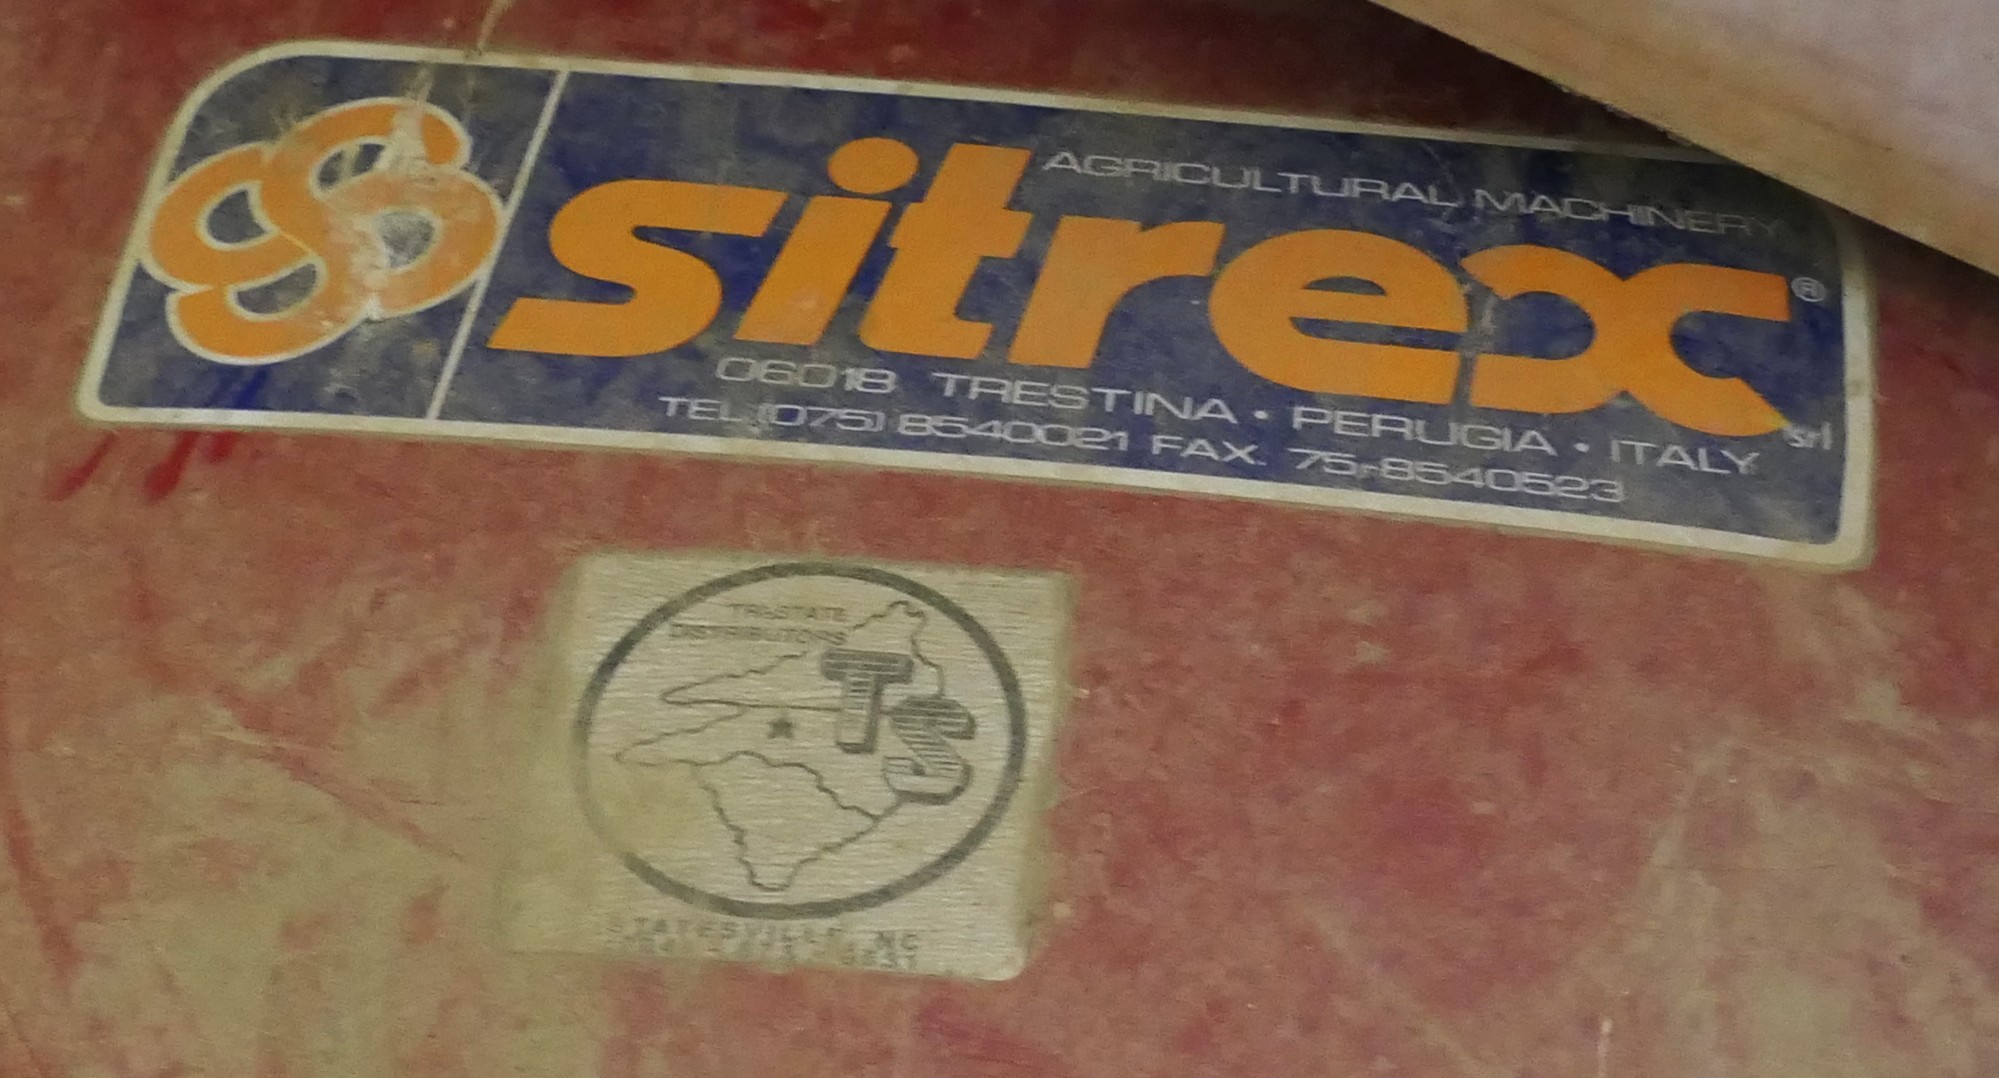 AGRICULTURAL MACHINERY
sitrex®
srl
06018 TRESTINA · PERUGIA · ITALY
TEL. (075) 8540021 FAX. 75-8540523
TRI-STATE
DISTRIBUTORS
TS
STATESVILLE, NC